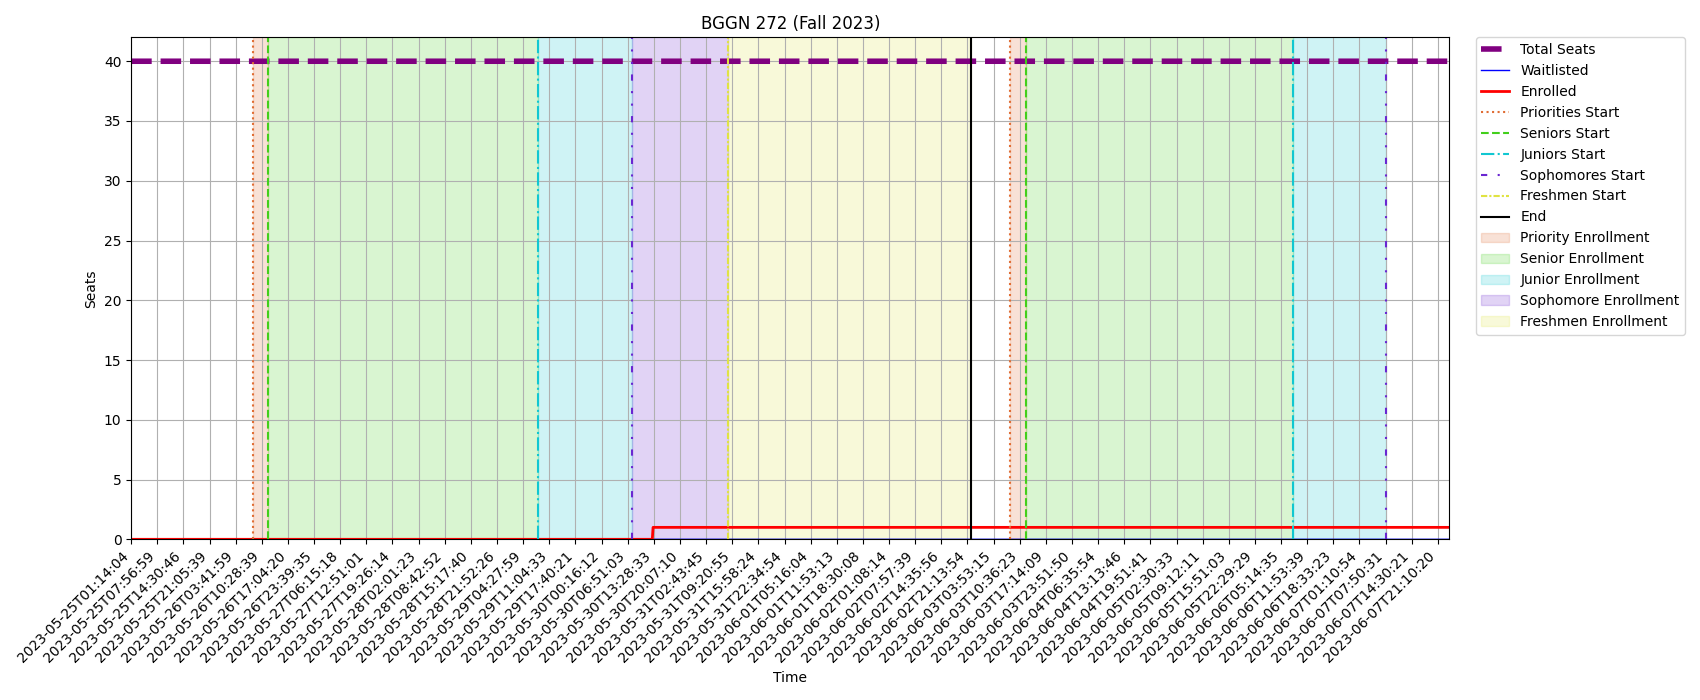 BGGN 272 (Fall 2023)
Seats
40
35
30
25
20
15
10
5
0
2023-05-25T01:14:04
2023-05-25T07:56:59
2023-05-25T14:30:46
2023-05-25T21:05:39
2023-05-26T03:41:59
2023-05-26T10:28:39
2023-05-26T17:04:20
2023-05-26T23:39:35
2023-05-27T06:15:18
2023-05-27T12:51:01
2023-05-27T19:26:14
2023-05-28T02:01:23
2023-05-28T08:42:52
2023-05-28T15:17:40
2023-05-28T21:52:26
2023-05-29T04:27:59
2023-05-29T11:04:33
2023-05-29T17:40:21
2023-05-30T00:16:12
2023-05-30T06:51:03
2023-05-30T13:28:35
2023-05-30T20:07:10
2023-05-31T02:43:45
2023-05-31T09:20:55
2023-05-31T15:58:24
2023-05-31T22:34:54
2023-06-01T05:16:04
2023-06-01T11:53:13
2023-06-01T18:30:08
2023-06-02T01:08:14
2023-06-02T07:57:39
2023-06-02T14:35:56
2023-06-02T21:13:54
2023-06-03T03:53:15
2023-06-03T10:36:23
2023-06-03T17:14:09
2023-06-03T23:51:50
2023-06-04T06:35:54
2023-06-04T13:13:46
2023-06-04T19:51:41
2023-06-05T02:30:33
2023-06-05T09:12:11
2023-06-05T15:51:03
2023-06-05T22:29:29
2023-06-06T05:14:35
2023-06-06T11:53:39
2023-06-06T18:33:23
2023-06-07T01:10:54
2023-06-07T07:50:31
2023-06-07T14:30:21
2023-06-07T21:10:20
Time
Total Seats
Waitlisted
Enrolled
Priorities Start
Seniors Start
Juniors Start
Sophomores Start
Freshmen Start
End
Priority Enrollment
Senior Enrollment
Junior Enrollment
Sophomore Enrollment
Freshmen Enrollment